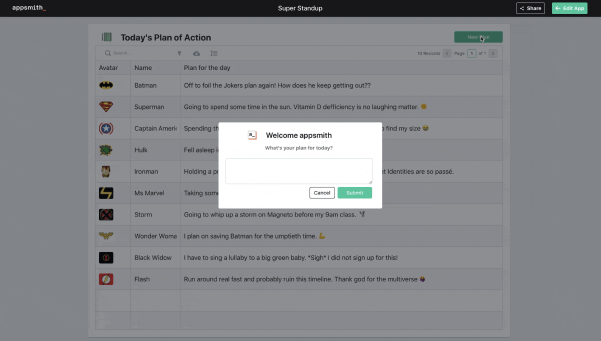 appsmith_
Super Standup
Share
Edit App
Today's Plan of Action
Search
10 Records
Page 1 of 1
Avatar Name Plan for the day
Batman Off to foil the Jokers plan again! How does he keep getting out??
Superman Going to spend some time in the sun. Vitamin D defficiency is no laughing matter.
Captain Ameri Spending th
find my size
Hulk Fell asleep i
Ironman Holding a p
t Identities are so passé.
Ms Marvel Taking some
Storm Going to whip up a storm on Magneto before my 9am class.
Wonder Woma I plan on saving Batman for the umptieth time.
Black Widow I have to sing a lullaby to a big green baby. *Sigh* I did not sign up for this!
Flash Run around real fast and probably ruin this timeline. Thank god for the multiverse
Welcome appsmith
What's your plan for today?
Cancel Submit